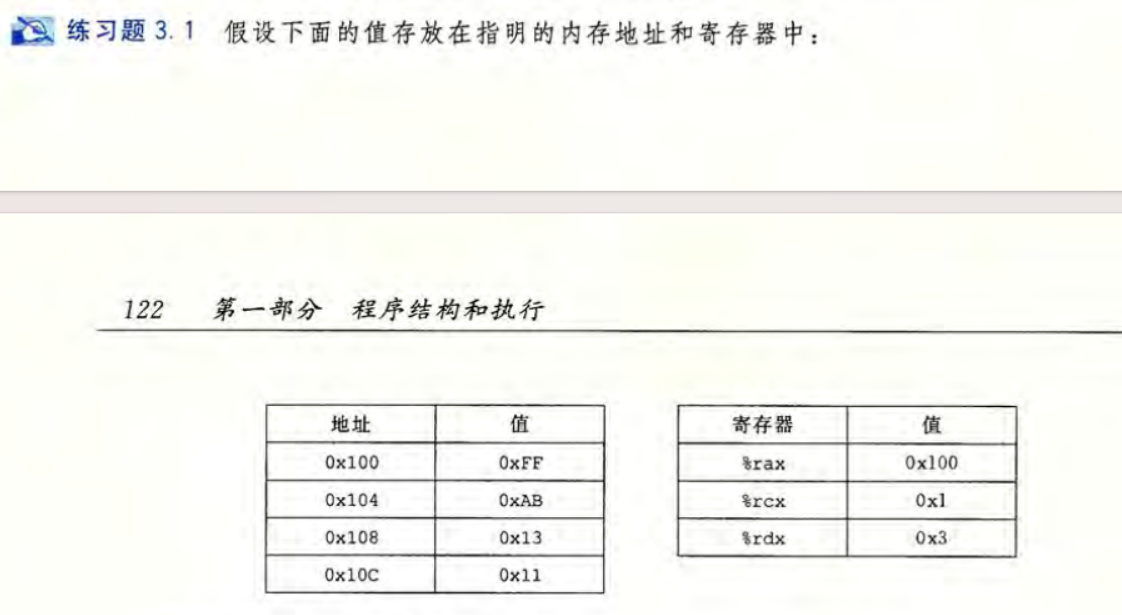 练习题 3.1 假设下面的值存放在指明的内存地址和寄存器中：
122 第一部分 程序结构和执行
地址 值 寄存器 值
0x100 0xFF %rax 0x100
0x104 0xAB %rcx 0x1
0x108 0x13 %rdx 0x3
0x10C 0x11